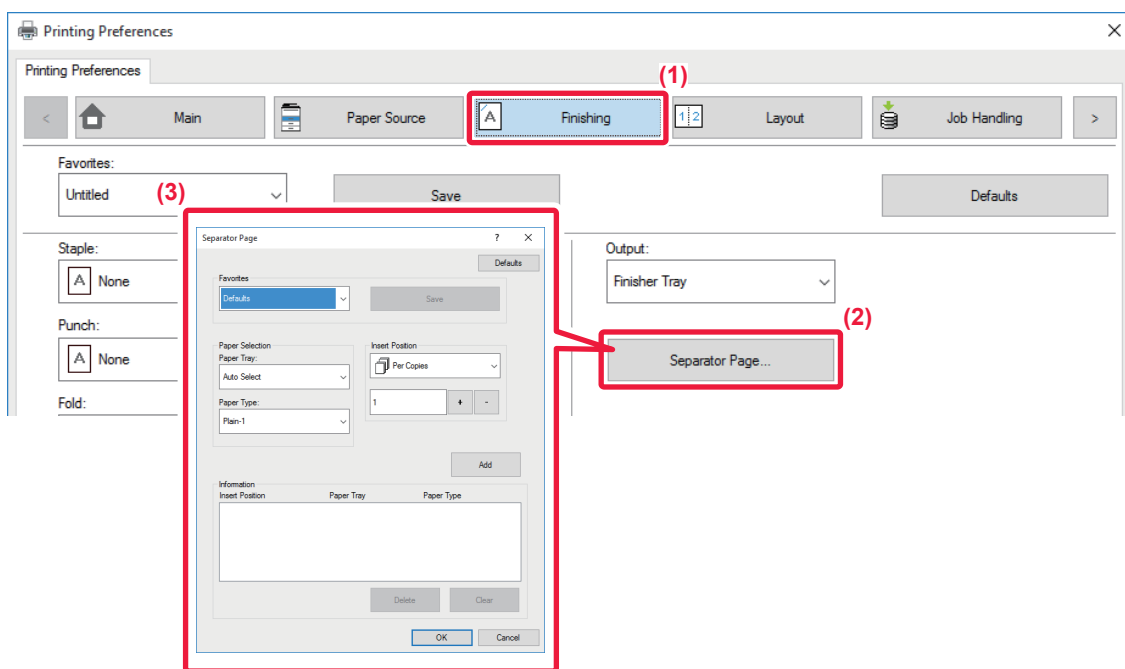 Printing Preferences
Printing Preferences
(1)
< Main Paper Source A Finishing 1 2 Layout Job Handling >
Favorites:
Untitled Save Defaults
(3)
Staple:
A None
Punch:
A None
Fold:
Output:
Finisher Tray
(2)
Separator Page...
Separator Page ?
Defaults
Favorites
Defaults Save
Paper Selection
Paper Tray:
Auto Select
Paper Type:
Plain-1
Insert Position
Per Copies
1 + -
Add
Information
Insert Position Paper Tray Paper Type
Delete Clear
OK Cancel